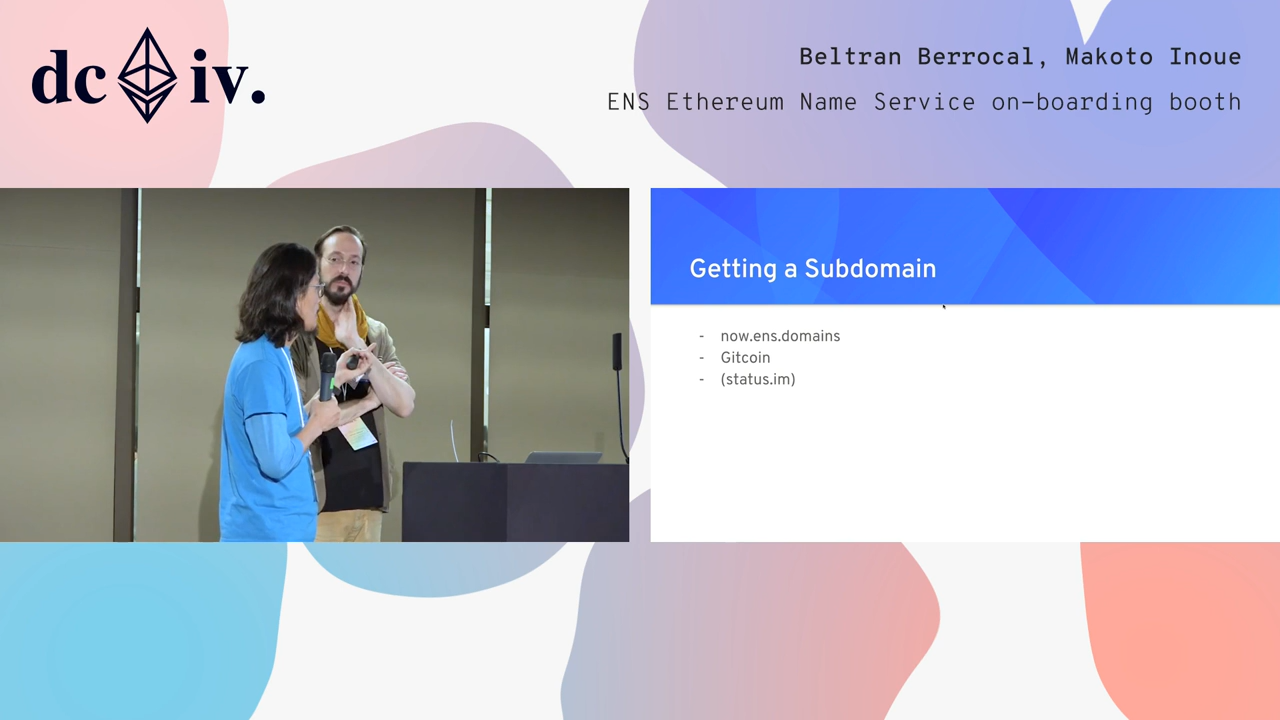 dc iv.
Beltran Berrocal, Makoto Inoue
ENS Ethereum Name Service on-boarding booth
Getting a Subdomain
- now.ens.domains
- Gitcoin
- (status.im)